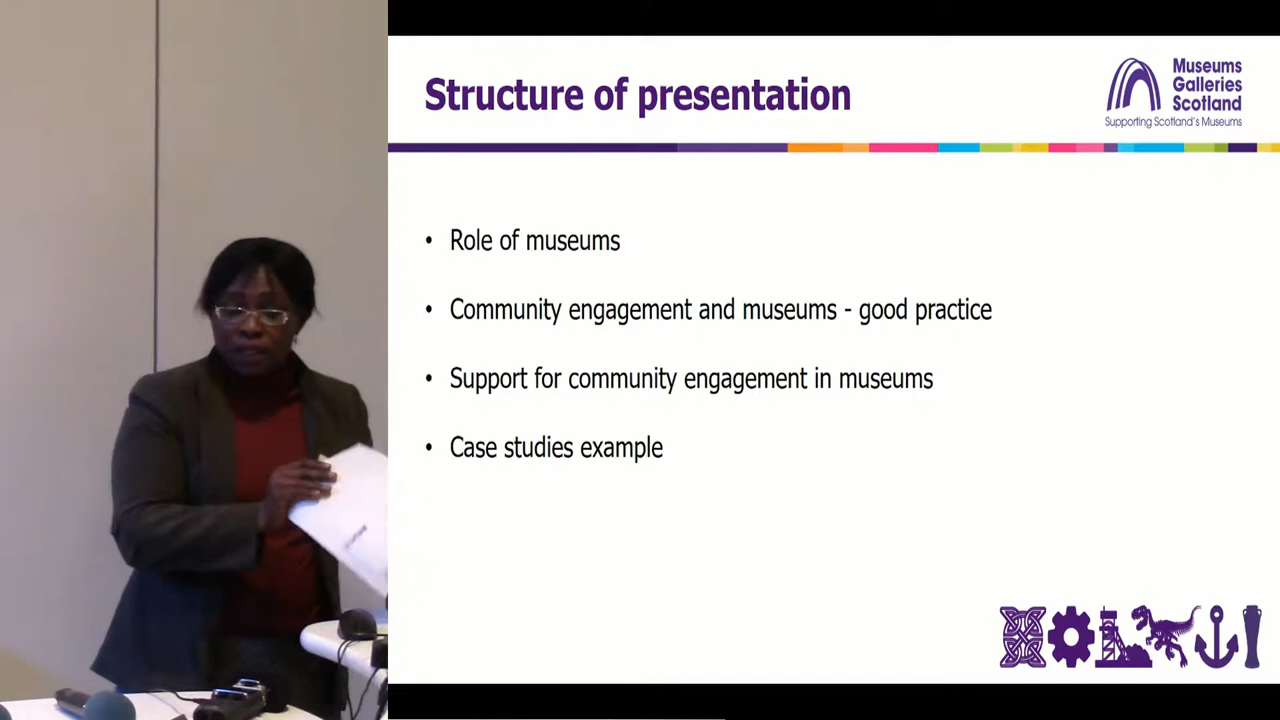 Structure of presentation
Museums
Galleries
Scotland
Supporting Scotland's Museums
• Role of museums
• Community engagement and museums - good practice
• Support for community engagement in museums
• Case studies example